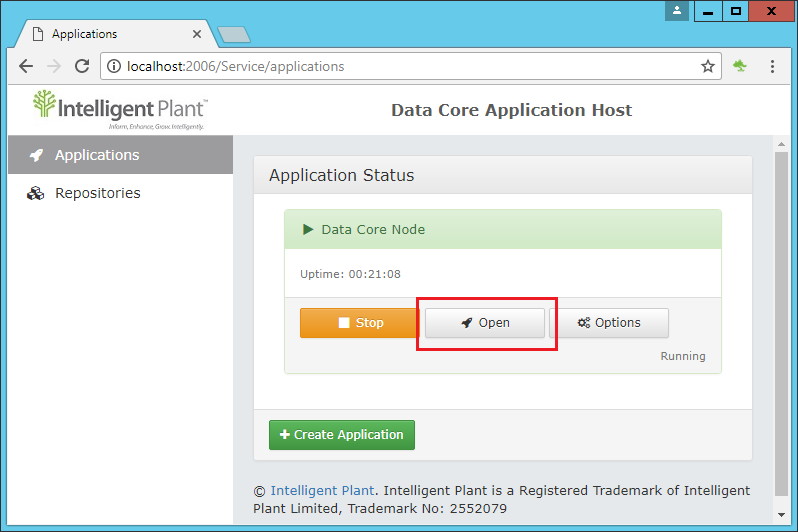 Applications
localhost:2006/Service/applications
Intelligent Plant™
Inform, Enhance, Grow. Intelligently.
Data Core Application Host
Applications
Repositories
Application Status
Data Core Node
Uptime: 00:21:08
Stop
Open
Options
Running
Create Application
© Intelligent Plant. Intelligent Plant is a Registered Trademark of Intelligent
Plant Limited, Trademark No: 2552079